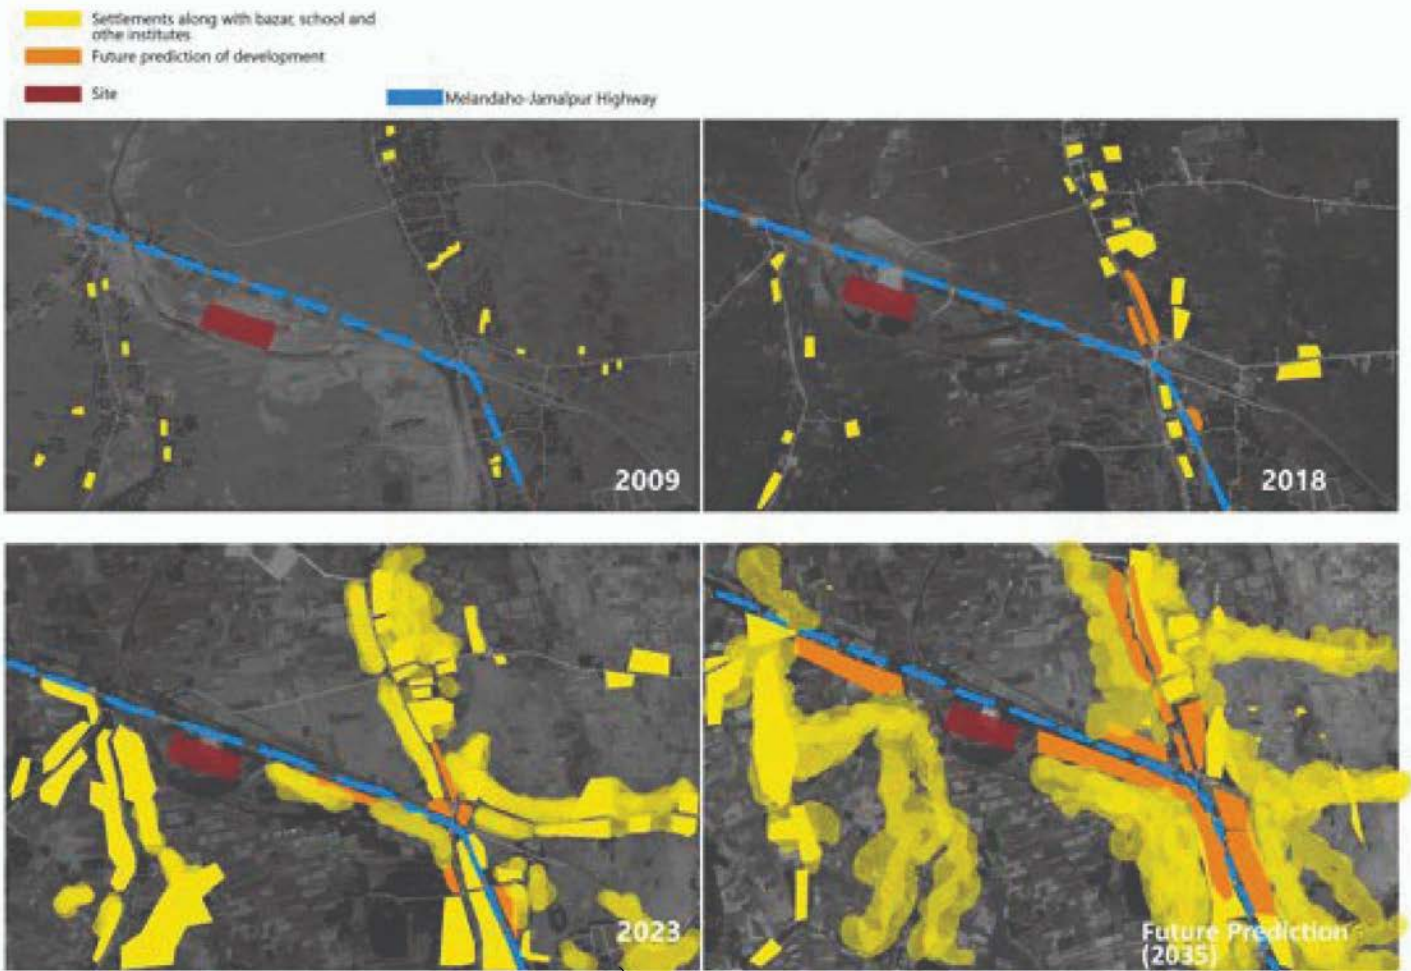 Settlements along with bazar, school and
othe institutes
Future prediction of development
Site
Melandaho-Jamalpur Highway
2009
2018
2023
Future Prediction
(2035)